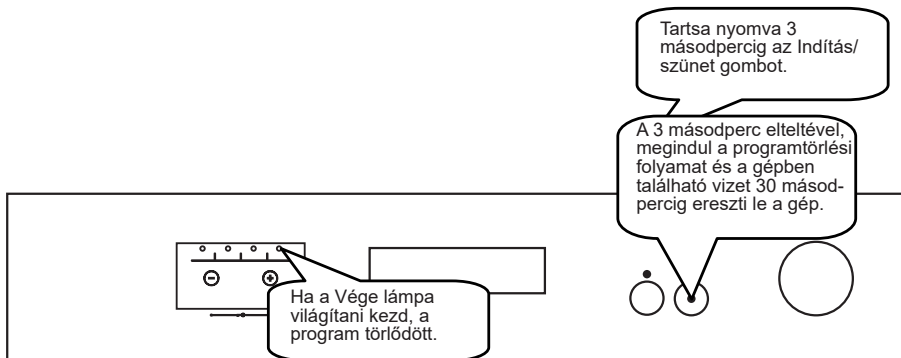 Tartsa nyomva 3
másodpercig az Indítás/
szünet gombot.
A 3 másodperc elteltével,
megindul a programtörlési
folyamat és a gépben
található vizet 30 másod-
percig ereszti le a gép.
Ha a Vége lámpa
világítani kezd, a
program törlődött.